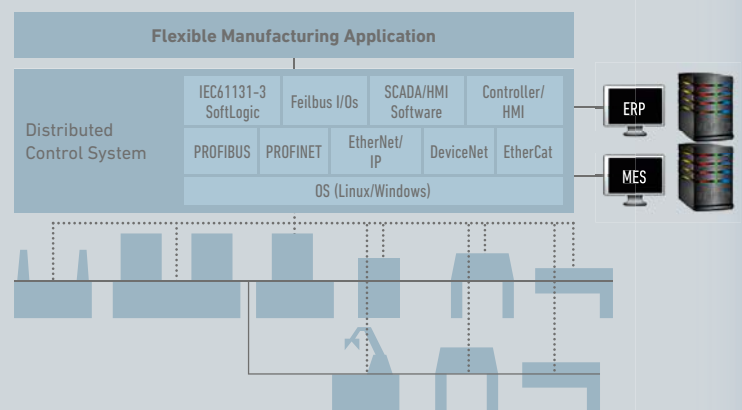 Flexible Manufacturing Application
Distributed
Control System
IEC61131-3
SoftLogic
Feilbus I/Os
SCADA/HMI
Software
Controller/
HMI
PROFIBUS
PROFINET
EtherNet/
IP
DeviceNet
EtherCat
OS (Linux/Windows)
ERP
MES